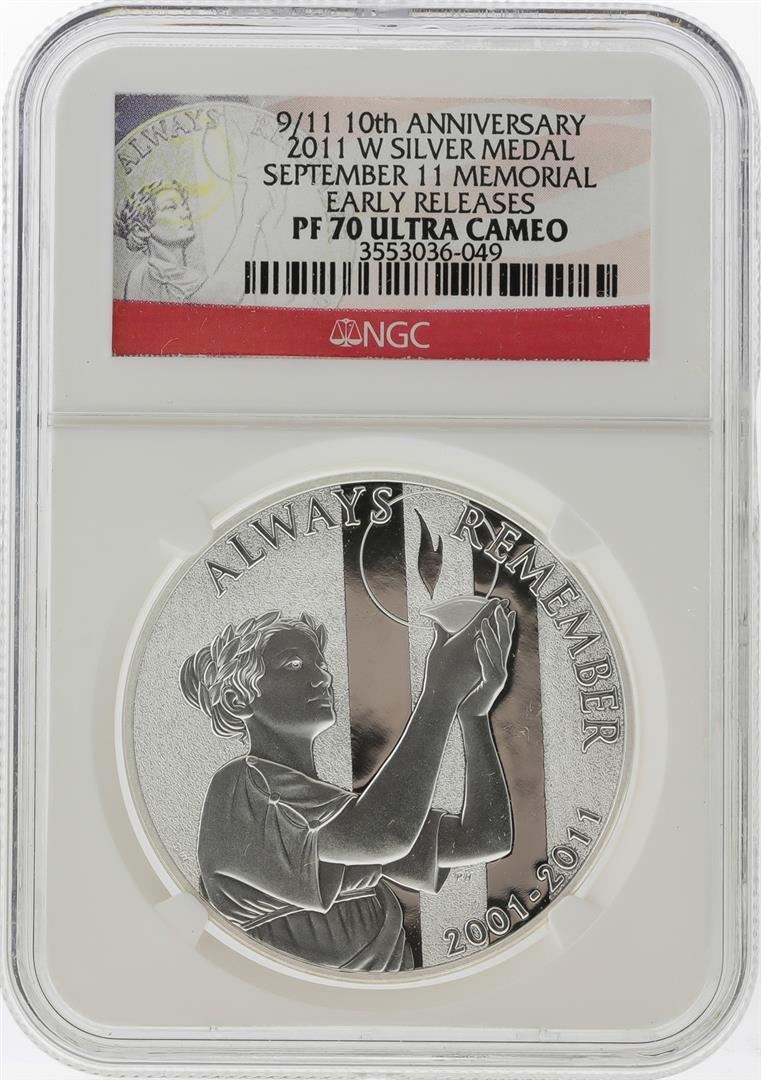 9/11 10th ANNIVERSARY
2011 W SILVER MEDAL
SEPTEMBER 11 MEMORIAL
EARLY RELEASES
PF 70 ULTRA CAMEO
3553036-049
ALWAYS
NGC
ALWAYS REMEMBER
PH
2001-2011